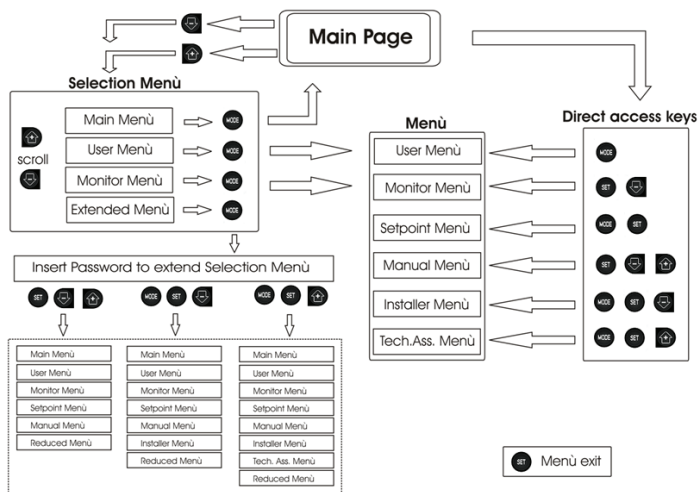 Main Page
Selection Menù
Main Menù
MODE
User Menù
MODE
scroll
Monitor Menù
MODE
Extended Menù
MODE
Insert Password to extend Selection Menù
SET
MODE SET
MODE SET
Main Menù
User Menù
Monitor Menù
Setpoint Menù
Manual Menù
Reduced Menù
Main Menù
User Menù
Monitor Menù
Setpoint Menù
Manual Menù
Installer Menù
Reduced Menù
Main Menù
User Menù
Monitor Menù
Setpoint Menù
Manual Menù
Installer Menù
Tech. Ass. Menù
Reduced Menù
Menù
User Menù
Monitor Menù
Setpoint Menù
Manual Menù
Installer Menù
Tech.Ass. Menù
Direct access keys
MODE
SET
MODE SET
SET
MODE SET
MODE SET
SET Menù exit